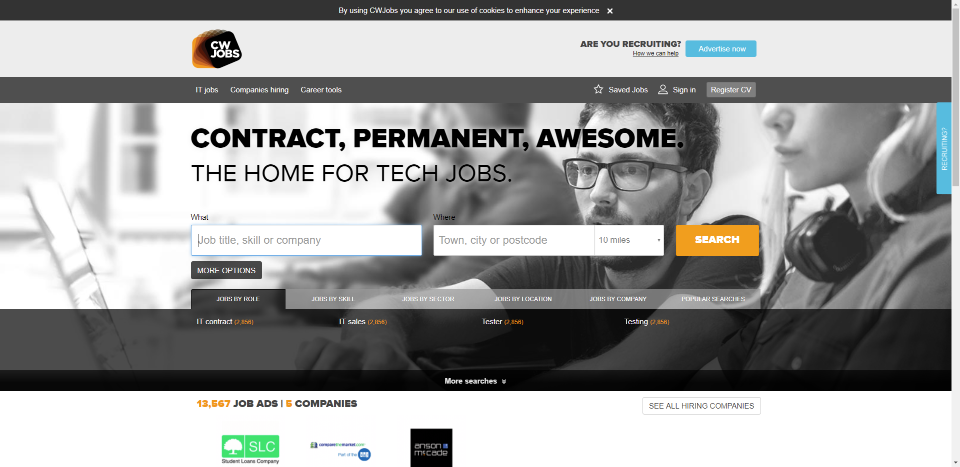 By using CWJobs you agree to our use of cookies to enhance your experience ×
CW JOBS
ARE YOU RECRUITING?
How we can help
Advertise now
IT jobs Companies hiring Career tools Saved Jobs Sign in Register CV
RECRUITING?
CONTRACT, PERMANENT, AWESOME.
THE HOME FOR TECH JOBS.
What Where
Job title, skill or company Town, city or postcode 10 miles SEARCH
MORE OPTIONS
JOBS BY ROLE JOBS BY SKILL JOBS BY SECTOR JOBS BY LOCATION JOBS BY COMPANY POPULAR SEARCHES
IT contract (2,856) IT sales (2,856) Tester (2,856) Testing (2,856)
More searches
13,567 JOB ADS | 5 COMPANIES SEE ALL HIRING COMPANIES
SLC
Student Loans Company
comparethemarket.com
Part of the
anson
mccade